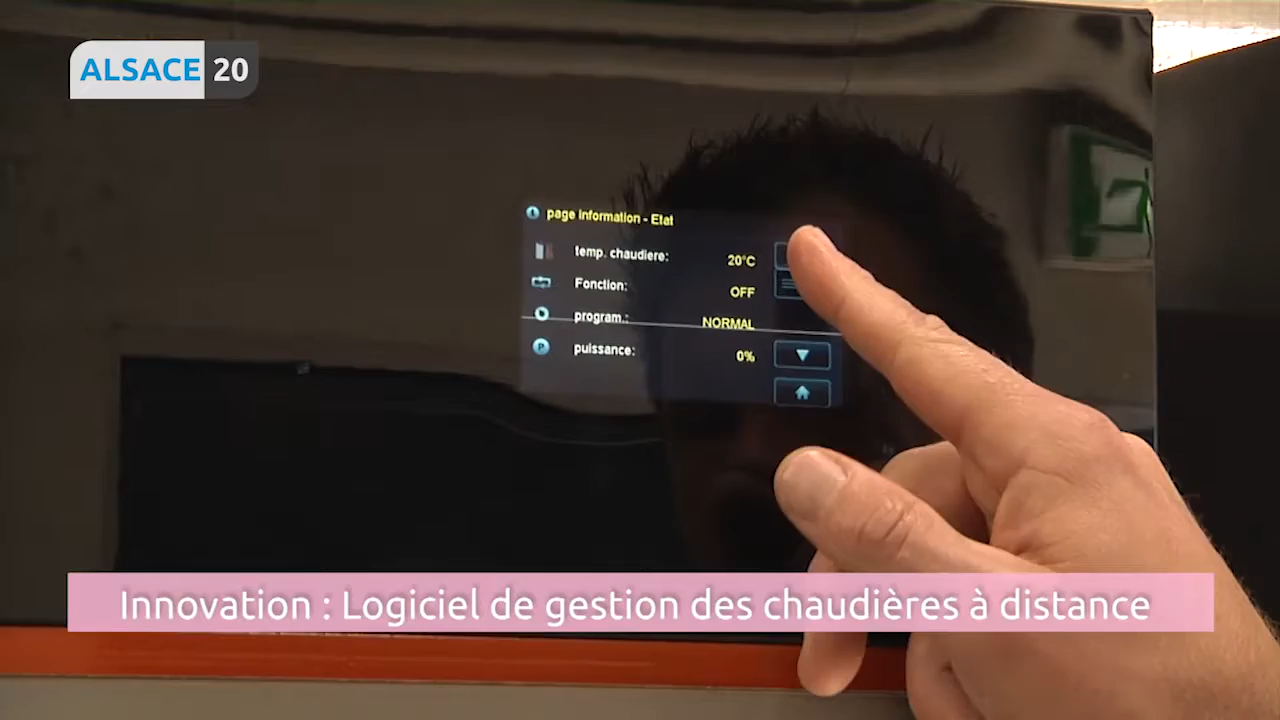 ALSACE 20
page information - Etat
temp. chaudiere: 20°C
Fonction: OFF
program.: NORMAL
P puissance: 0%
Innovation : Logiciel de gestion des chaudières à distance